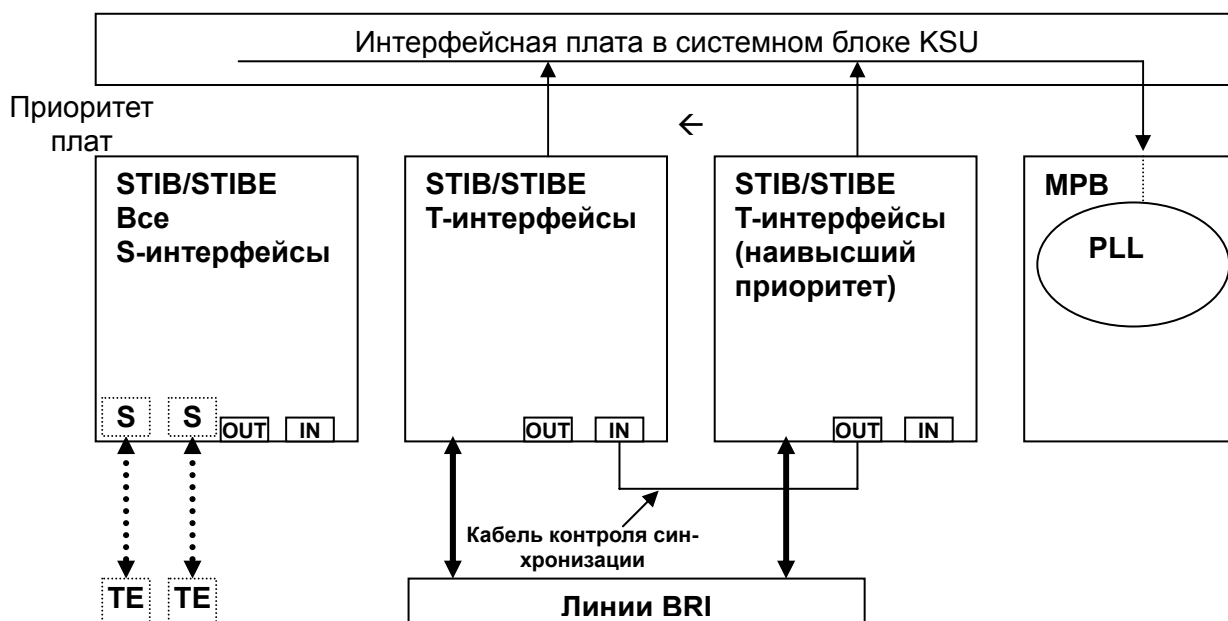 Интерфейсная плата в системном блоке KSU
Приоритет
плат
←
STIB/STIBE
Все
S-интерфейсы
STIB/STIBE
T-интерфейсы
STIB/STIBE
T-интерфейсы
(наивысший
приоритет)
MPB
PLL
S S OUT IN
OUT IN
OUT IN
Кабель контроля син-
хронизации
TE TE
Линии BRI